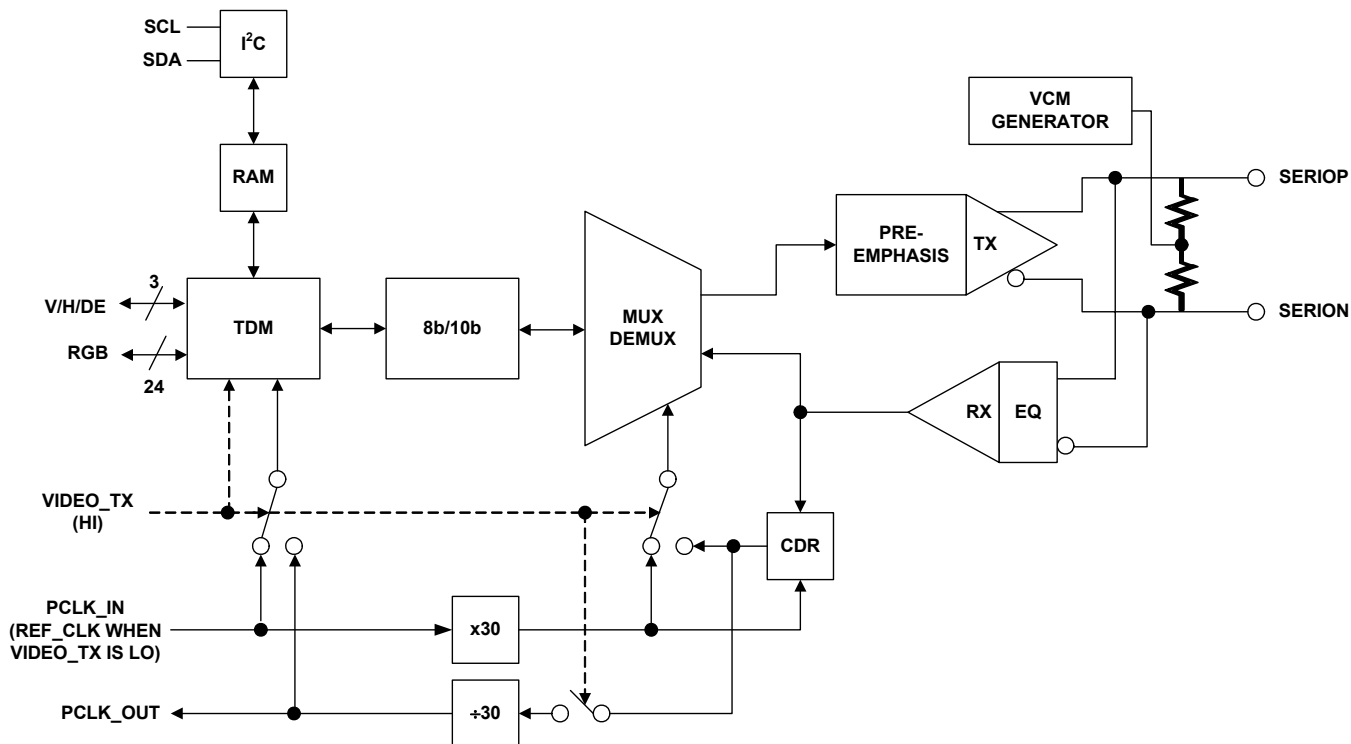 SCL
SDA
I²C
VCM
GENERATOR
RAM
SERIOP
PRE-
EMPHASIS
TX
3
V/H/DE
TDM
8b/10b
MUX
DEMUX
SERION
RGB
24
RX
EQ
VIDEO_TX
(HI)
CDR
PCLK_IN
(REF_CLK WHEN
VIDEO_TX IS LO)
x30
PCLK_OUT
÷30